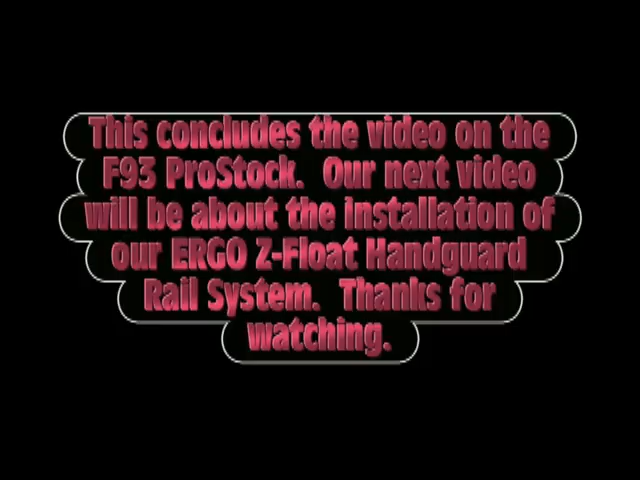 This concludes the video on the
F93 ProStock.  Our next video
will be about the installation of
our ERGO Z-Float Handguard
Rail System.  Thanks for
watching.